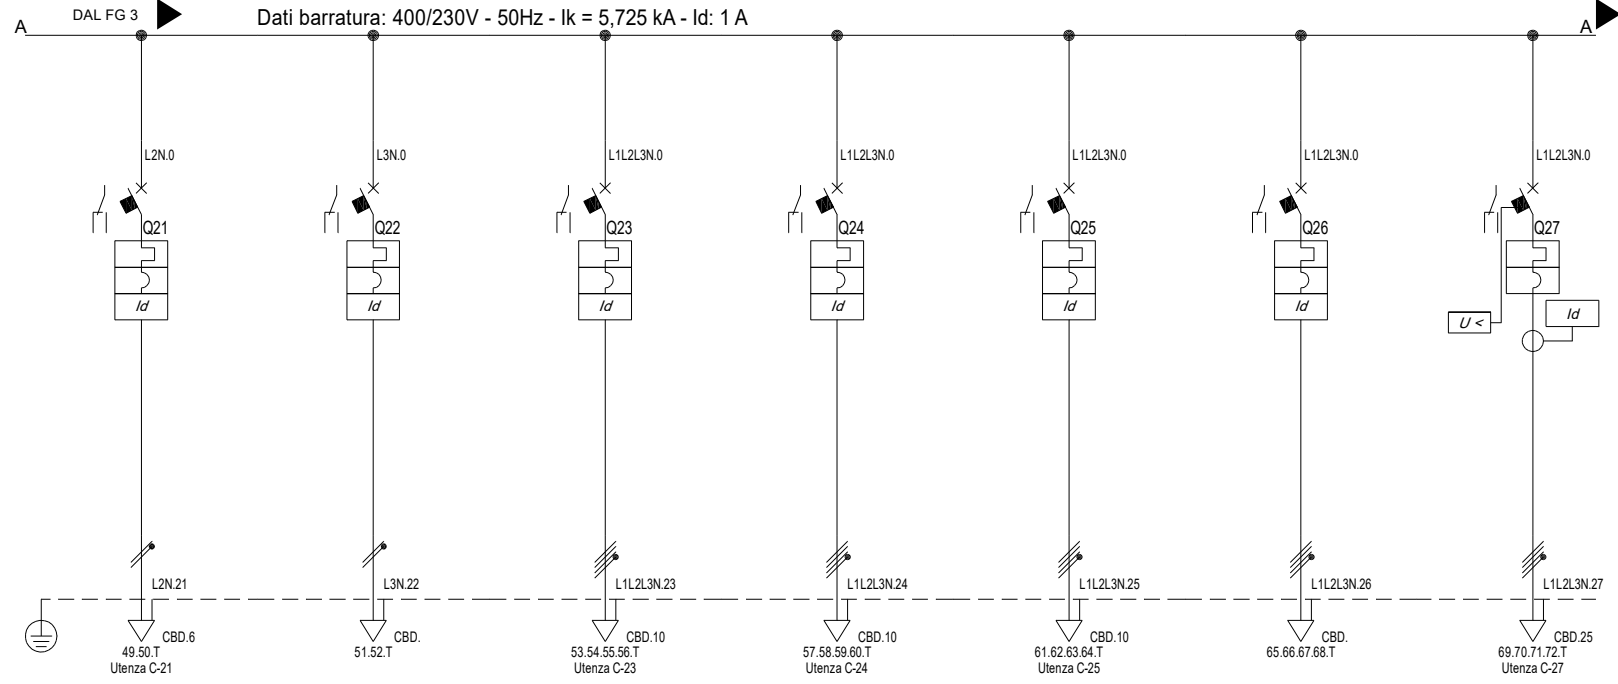 DAL FG 3
Dati barratura: 400/230V - 50Hz - Ik = 5,725 kA - Id: 1 A
A
A
L2N.0
L3N.0
L1L2L3N.0
L1L2L3N.0
L1L2L3N.0
L1L2L3N.0
L1L2L3N.0
Q21
Q22
Q23
Q24
Q25
Q26
Q27
Id
Id
Id
Id
Id
Id
U <
Id
L2N.21
L3N.22
L1L2L3N.23
L1L2L3N.24
L1L2L3N.25
L1L2L3N.26
L1L2L3N.27
CBD.6
CBD.
CBD.10
CBD.10
CBD.10
CBD.
CBD.25
49.50.T
51.52.T
53.54.55.56.T
57.58.59.60.T
61.62.63.64.T
65.66.67.68.T
69.70.71.72.T
Utenza C-21
Utenza C-23
Utenza C-24
Utenza C-25
Utenza C-27